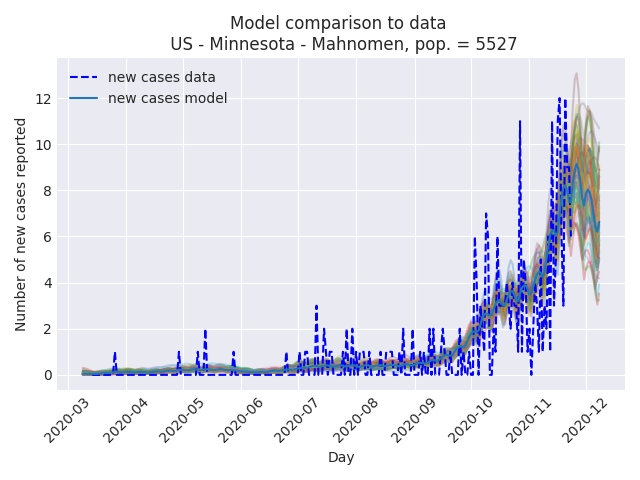 Model comparison to data
US - Minnesota - Mahnomen, pop. = 5527
new cases data
new cases model
Number of new cases reported
12
10
8
6
4
2
0
2020-03
2020-04
2020-05
2020-06
2020-07
2020-08
2020-09
2020-10
2020-11
2020-12
Day